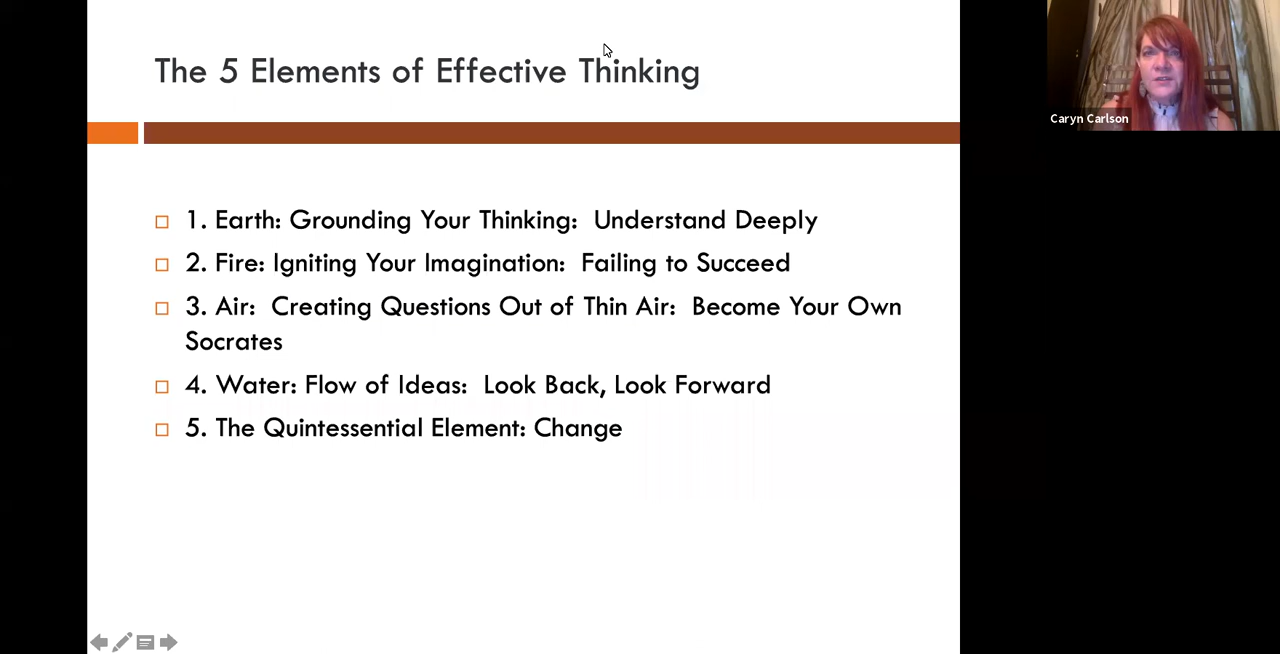 The 5 Elements of Effective Thinking
Caryn Carlson
1. Earth: Grounding Your Thinking:  Understand Deeply
2. Fire: Igniting Your Imagination:  Failing to Succeed
3. Air:  Creating Questions Out of Thin Air:  Become Your Own
Socrates
4. Water: Flow of Ideas:  Look Back, Look Forward
5. The Quintessential Element: Change